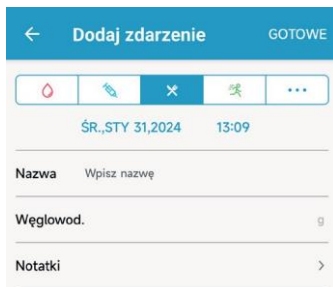 Dodaj zdarzenie GOTOWE
ŚR.,STY 31,2024 13:09
Nazwa Wpisz nazwę
Węglowod. g
Notatki